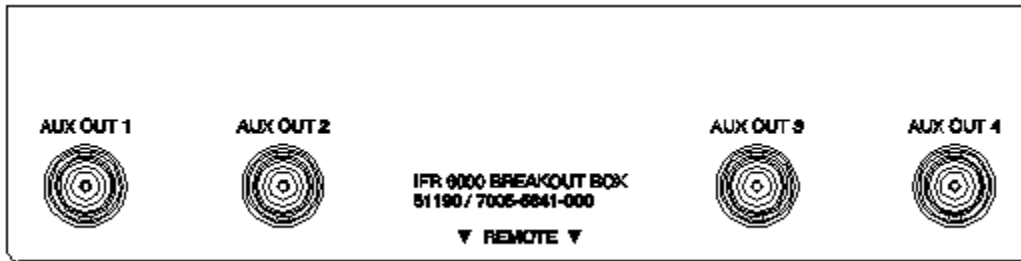 AUX OUT 1
AUX OUT 2
AUX OUT 3
AUX OUT 4
IFR 6000 BREAKOUT BOX
51190 / 7005-5841-000
▼ REMOTE ▼